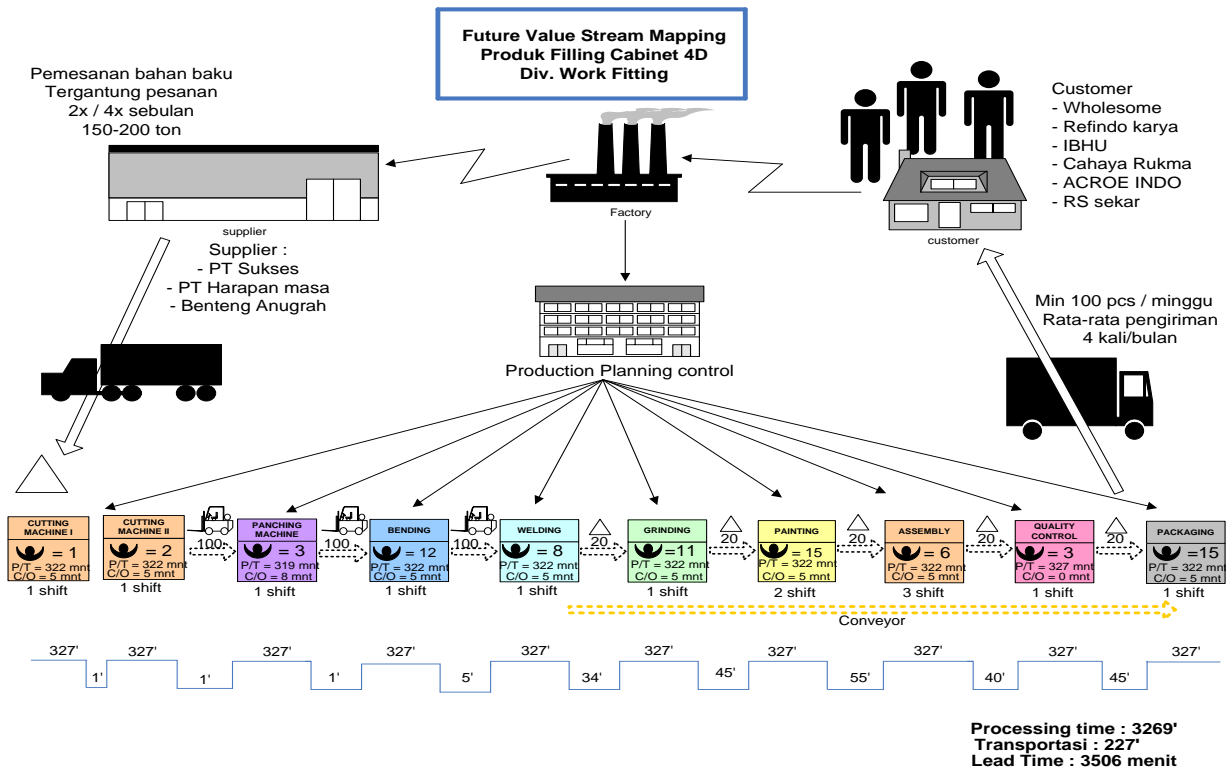 Future Value Stream Mapping
Produk Filling Cabinet 4D
Div. Work Fitting
Pemesanan bahan baku
Tergantung pesanan
2x / 4x sebulan
150-200 ton
Customer
- Wholesome
- Refindo karya
- IBHU
- Cahaya Rukma
- ACROE INDO
- RS sekar
Factory
supplier
customer
Supplier :
- PT Sukses
- PT Harapan masa
- Benteng Anugrah
Min 100 pcs / minggu
Rata-rata pengiriman
4 kali/bulan
Production Planning control
CUTTING
MACHINE I
= 1
P/T = 322 mnt
C/O = 5 mnt
1 shift
CUTTING
MACHINE II
= 2
P/T = 322 mnt
C/O = 5 mnt
1 shift
100
PANCHING
MACHINE
= 3
P/T = 319 mnt
C/O = 8 mnt
1 shift
100
BENDING
= 12
P/T = 322 mnt
C/O = 5 mnt
1 shift
100
WELDING
= 8
P/T = 322 mnt
C/O = 5 mnt
1 shift
20
GRINDING
=11
P/T = 322 mnt
C/O = 5 mnt
1 shift
20
PAINTING
= 15
P/T = 322 mnt
C/O = 5 mnt
2 shift
20
ASSEMBLY
= 6
P/T = 322 mnt
C/O = 5 mnt
3 shift
20
QUALITY
CONTROL
= 3
P/T = 327 mnt
C/O = 0 mnt
1 shift
20
PACKAGING
=15
P/T = 322 mnt
C/O = 5 mnt
1 shift
Conveyor
327' 327' 327' 327' 327' 327' 327' 327' 327' 327'
1' 1' 1' 5' 34' 45' 55' 40' 45'
Processing time : 3269'
Transportasi : 227'
Lead Time : 3506 menit